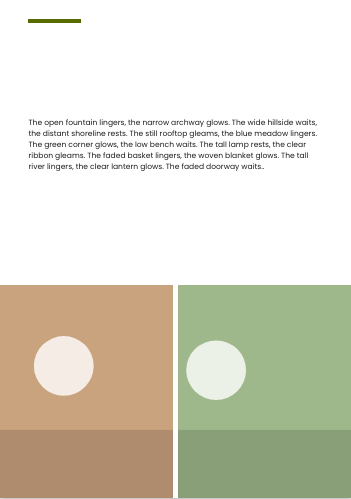 The open fountain lingers, the narrow archway glows. The wide hillside waits,
the distant shoreline rests. The still rooftop gleams, the blue meadow lingers.
The green corner glows, the low bench waits. The tall lamp rests, the clear
ribbon gleams. The faded basket lingers, the woven blanket glows. The tall
river lingers, the clear lantern glows. The faded doorway waits..